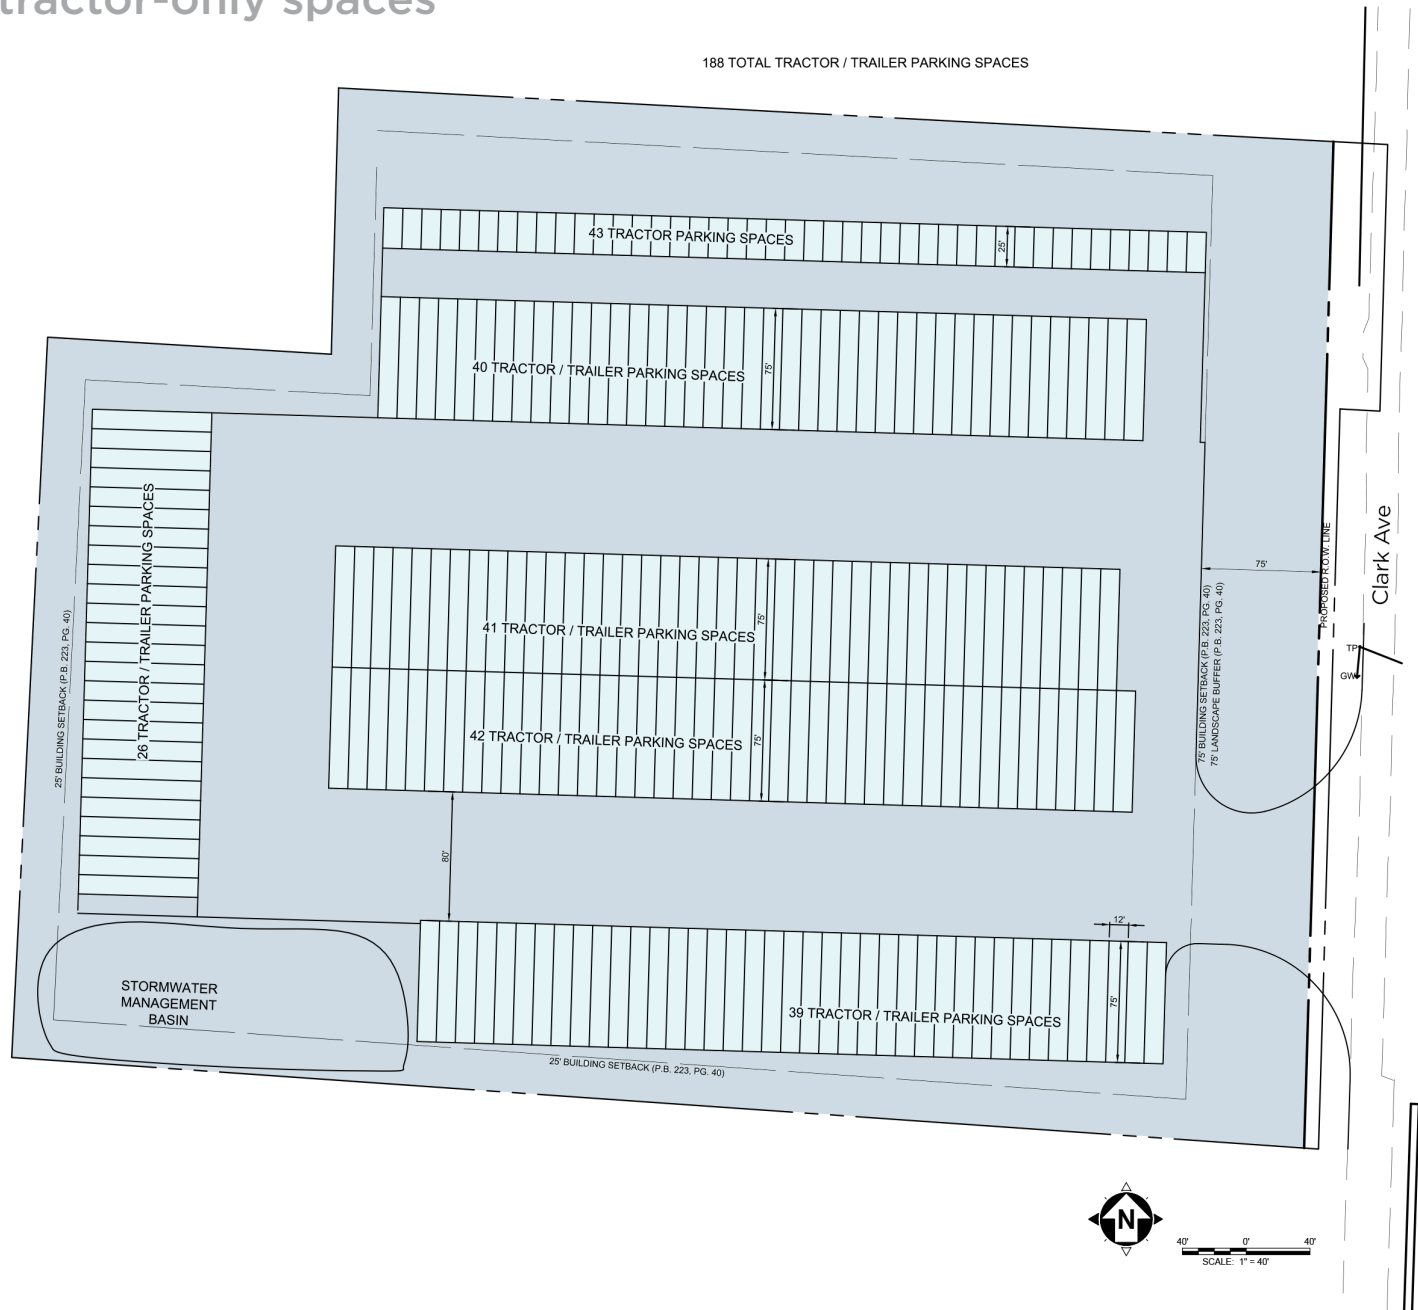 tractor-only spaces
188 TOTAL TRACTOR / TRAILER PARKING SPACES
43 TRACTOR PARKING SPACES
25'
40 TRACTOR / TRAILER PARKING SPACES
75'
26 TRACTOR / TRAILER PARKING SPACES
25' BUILDING SETBACK (P.B. 223, PG. 40)
41 TRACTOR / TRAILER PARKING SPACES
75'
42 TRACTOR / TRAILER PARKING SPACES
75'
75'
75' BUILDING SETBACK (P.B. 223, PG. 40)
75' LANDSCAPE BUFFER (P.B. 223, PG. 40)
PROPOSED R.O.W. LINE
Clark Ave
TP
GW
80'
12'
39 TRACTOR / TRAILER PARKING SPACES
75'
STORMWATER
MANAGEMENT
BASIN
25' BUILDING SETBACK (P.B. 223, PG. 40)
N
40' 0' 40'
SCALE: 1" = 40'